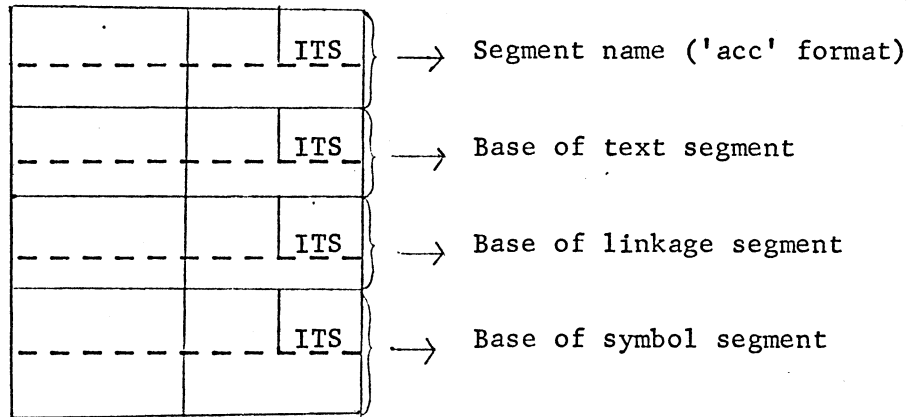 ITS Segment name ('acc' format)
ITS Base of text segment
ITS Base of linkage segment
ITS Base of symbol segment